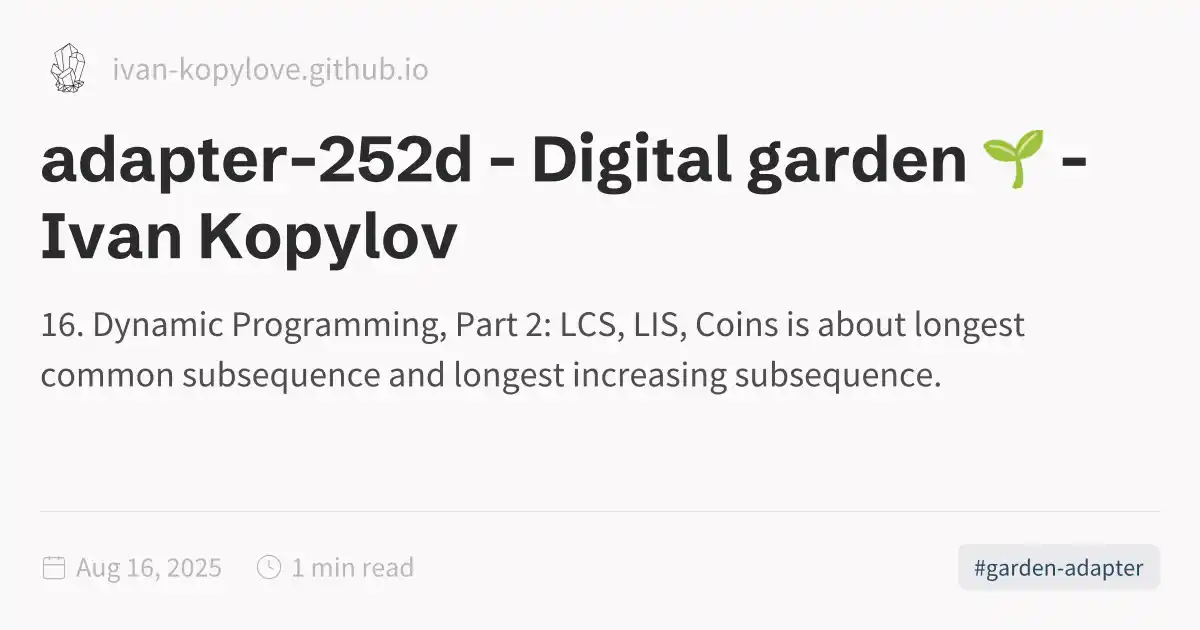 ivan-kopylove.github.io
adapter-252d - Digital garden 🌱 -
Ivan Kopylov
16. Dynamic Programming, Part 2: LCS, LIS, Coins is about longest
common subsequence and longest increasing subsequence.
Aug 16, 2025
1 min read
#garden-adapter